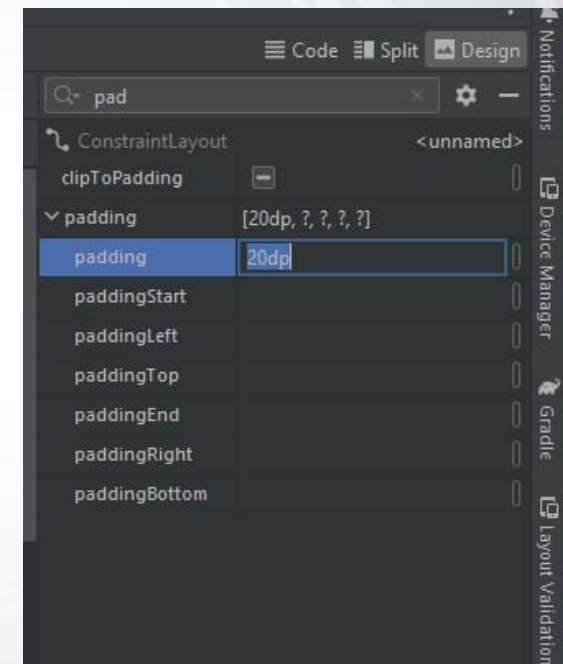 Code Split Design
pad
ConstraintLayout <unnamed>
clipToPadding
padding [20dp, ?, ?, ?, ?]
padding 20dp
paddingStart
paddingLeft
paddingTop
paddingEnd
paddingRight
paddingBottom
Notifications
Device Manager
Gradle
Layout Validation